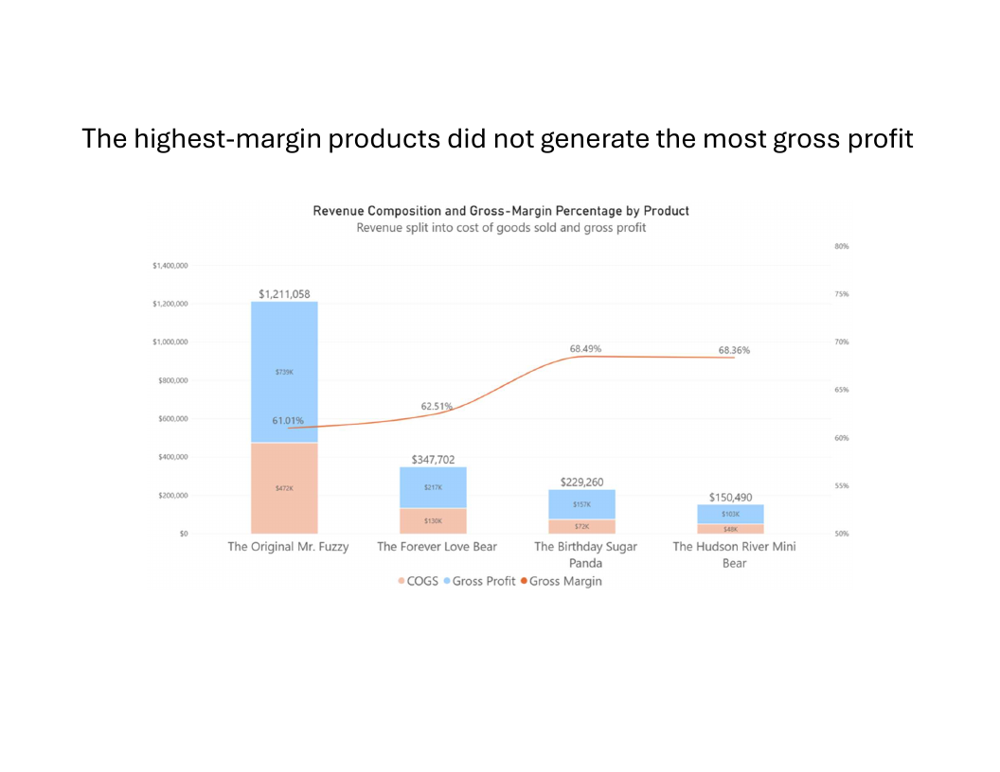 The highest-margin products did not generate the most gross profit
Revenue Composition and Gross-Margin Percentage by Product
Revenue split into cost of goods sold and gross profit
80%
$1,400,000
75%
$1,211,058
$1,200,000
70%
$1,000,000
68.49%
68.36%
$739K
$800,000
65%
62.51%
61.01%
$600,000
60%
$400,000
$347,702
$472K
$217K
55%
$229,260
$200,000
$150,490
$157K
$130K
$103K
$72K
$48K
$0
50%
The Original Mr. Fuzzy
The Forever Love Bear
The Birthday Sugar
Panda
The Hudson River Mini
Bear
COGS Gross Profit Gross Margin